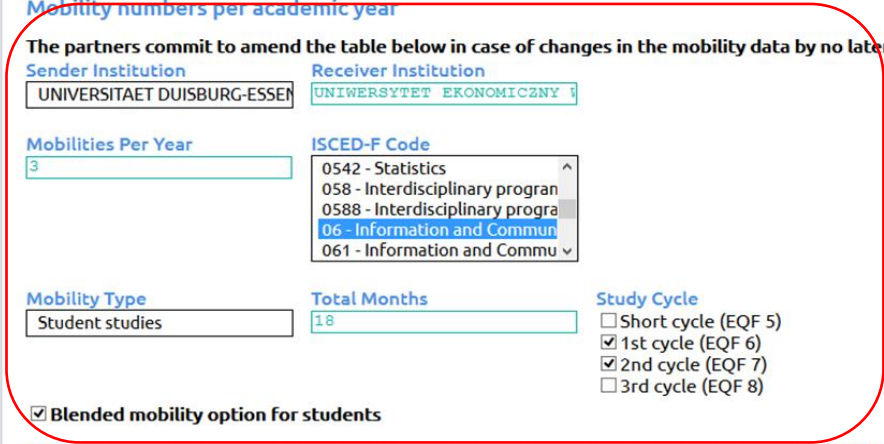 Mobility numbers per academic year
The partners commit to amend the table below in case of changes in the mobility data by no later
Sender Institution
Receiver Institution
UNIVERSITAET DUISBURG-ESSEN
UNIWERSYTET EKONOMICZNY W
Mobilities Per Year
ISCED-F Code
3
0542 - Statistics
058 - Interdisciplinary program
0588 - Interdisciplinary progra
06 - Information and Commun
061 - Information and Commu
Mobility Type
Total Months
Study Cycle
Student studies
18
Short cycle (EQF 5)
1st cycle (EQF 6)
2nd cycle (EQF 7)
3rd cycle (EQF 8)
Blended mobility option for students